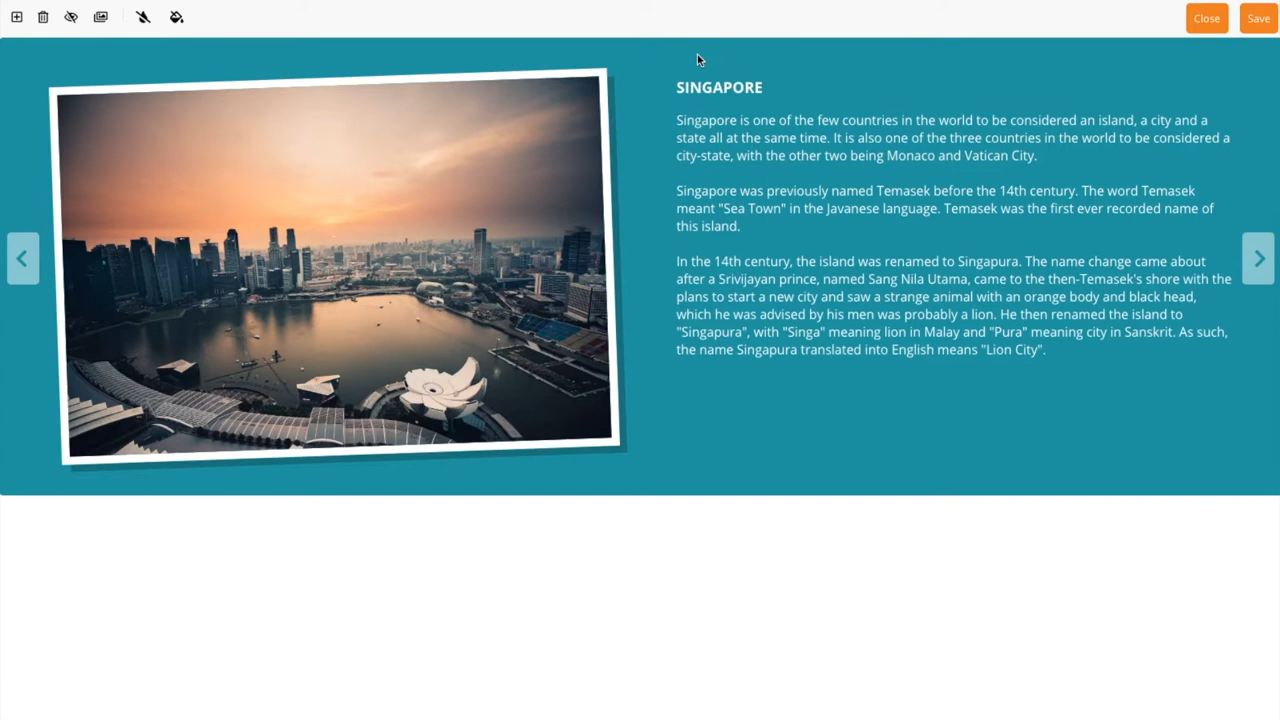 Close
Save
SINGAPORE
Singapore is one of the few countries in the world to be considered an island, a city and a
state all at the same time. It is also one of the three countries in the world to be considered a
city-state, with the other two being Monaco and Vatican City.
Singapore was previously named Temasek before the 14th century. The word Temasek
meant "Sea Town" in the Javanese language. Temasek was the first ever recorded name of
this island.
In the 14th century, the island was renamed to Singapura. The name change came about
after a Srivijayan prince, named Sang Nila Utama, came to the then-Temasek's shore with the
plans to start a new city and saw a strange animal with an orange body and black head,
which he was advised by his men was probably a lion. He then renamed the island to
"Singapura", with "Singa" meaning lion in Malay and "Pura" meaning city in Sanskrit. As such,
the name Singapura translated into English means "Lion City".